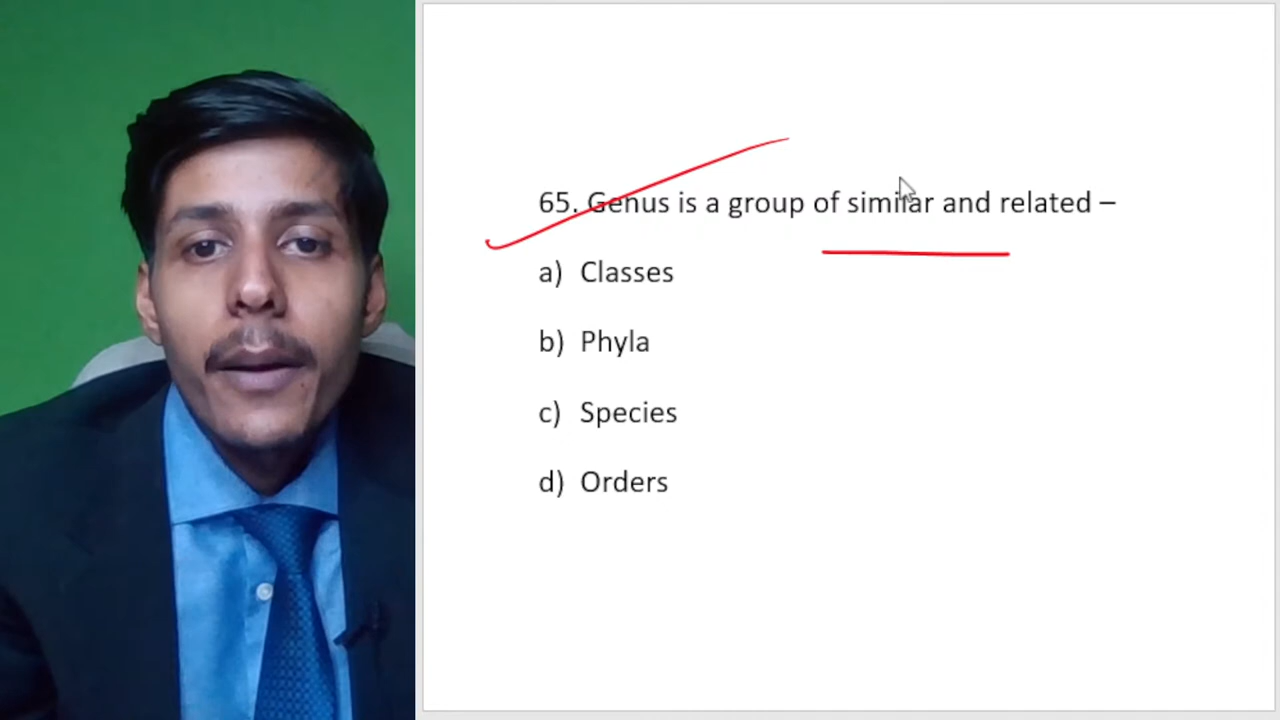 65. Genus is a group of similar and related –
a) Classes
b) Phyla
c) Species
d) Orders